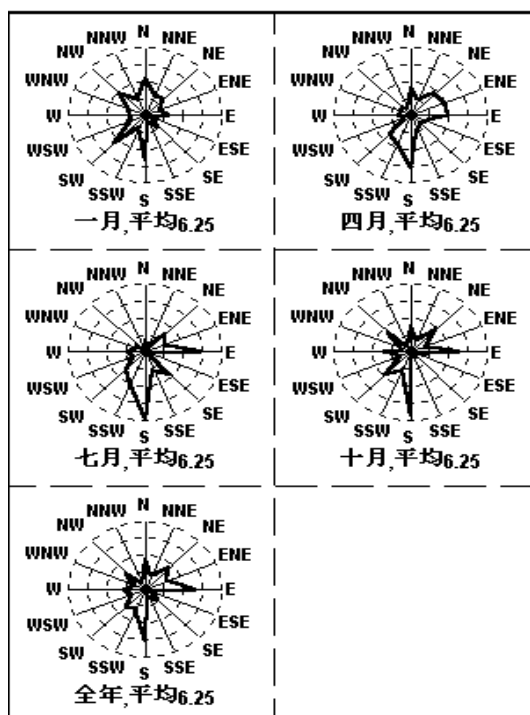 N
NNW NNE
NW NE
WNW ENE
W E
WSW ESE
SW SE
SSW SSE
S
一月,平均6.25
N
NNW NNE
NW NE
WNW ENE
W E
WSW ESE
SW SE
SSW SSE
S
四月,平均6.25
N
NNW NNE
NW NE
WNW ENE
W E
WSW ESE
SW SE
SSW SSE
S
七月,平均6.25
N
NNW NNE
NW NE
WNW ENE
W E
WSW ESE
SW SE
SSW SSE
S
十月,平均6.25
N
NNW NNE
NW NE
WNW ENE
W E
WSW ESE
SW SE
SSW SSE
S
全年,平均6.25